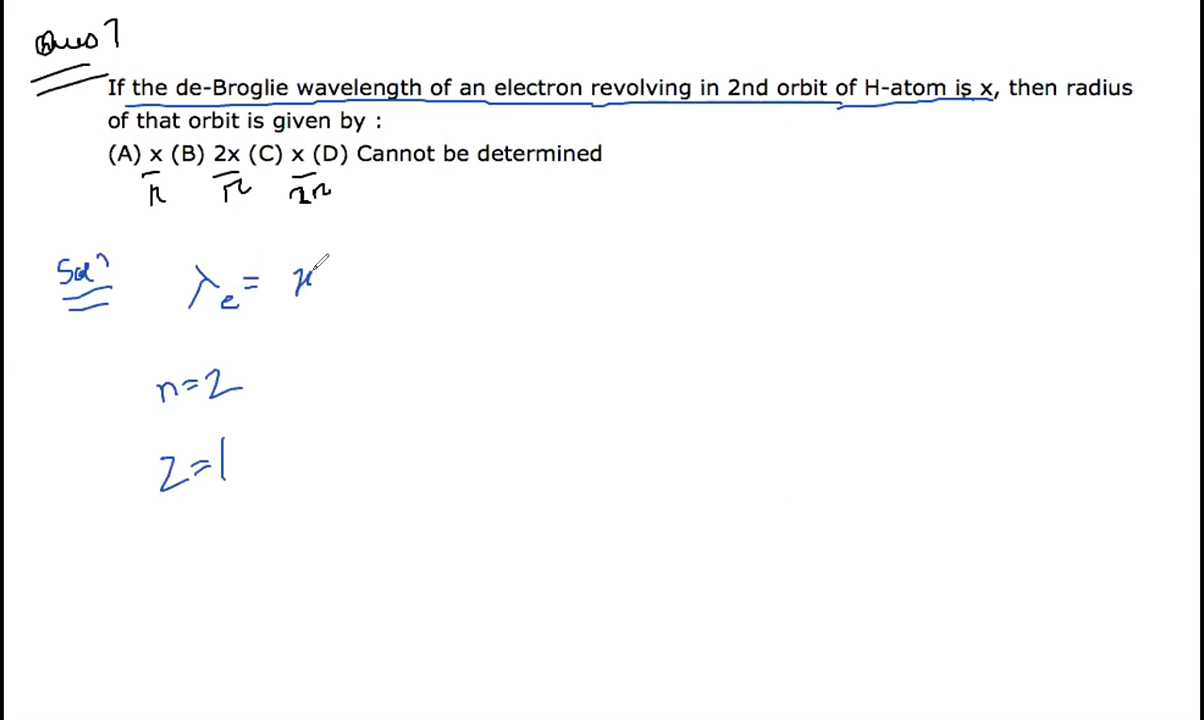 Ques 7
If the de-Broglie wavelength of an electron revolving in 2nd orbit of H-atom is x, then radius
of that orbit is given by :
(A) x (B) 2x (C) x (D) Cannot be determined
π π 2π
Solⁿ
λe = x
n=2
Z=1